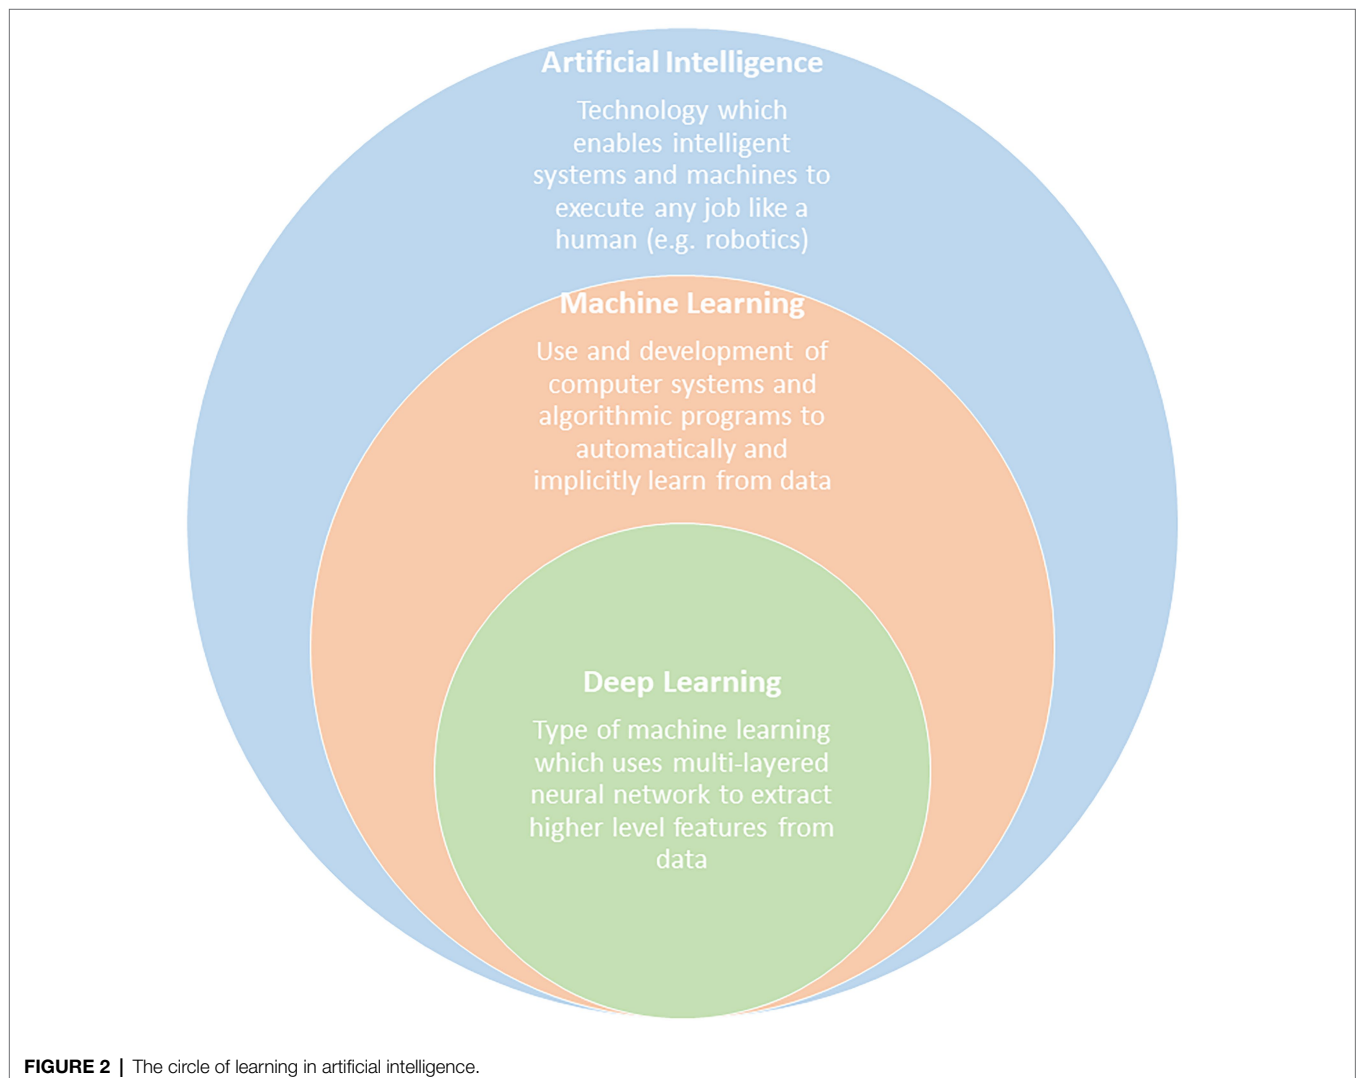 Artificial Intelligence
Technology which
enables intelligent
systems and machines to
execute any job like a
human (e.g. robotics)
Machine Learning
Use and development of
computer systems and
algorithmic programs to
automatically and
implicitly learn from data
Deep Learning
Type of machine learning
which uses multi-layered
neural network to extract
higher level features from
data
FIGURE 2 | The circle of learning in artificial intelligence.